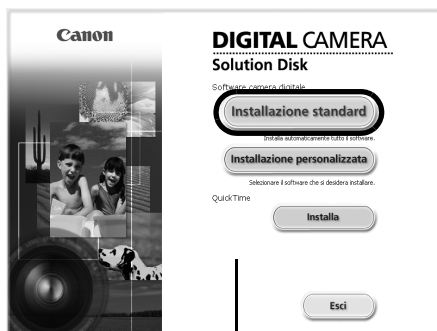 Canon
DIGITAL CAMERA
Solution Disk
Software camera digitale
Installazione standard
Installa automaticamente tutto il software.
Installazione personalizzata
Selezionare il software che si desidera installare.
QuickTime
Installa
Esci